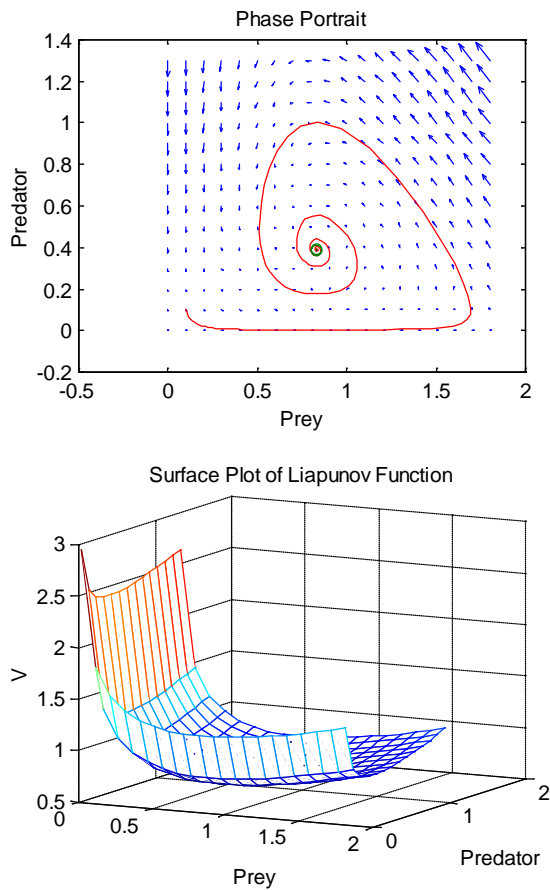 Phase Portrait
1.4
1.2
1
0.8
0.6
0.4
0.2
0
-0.2
Predator
-0.5 0 0.5 1 1.5 2
Prey
Surface Plot of Liapunov Function
3
2.5
2
1.5
1
0.5
V
0 0.5 1 1.5 2
Prey
0 1 2
Predator